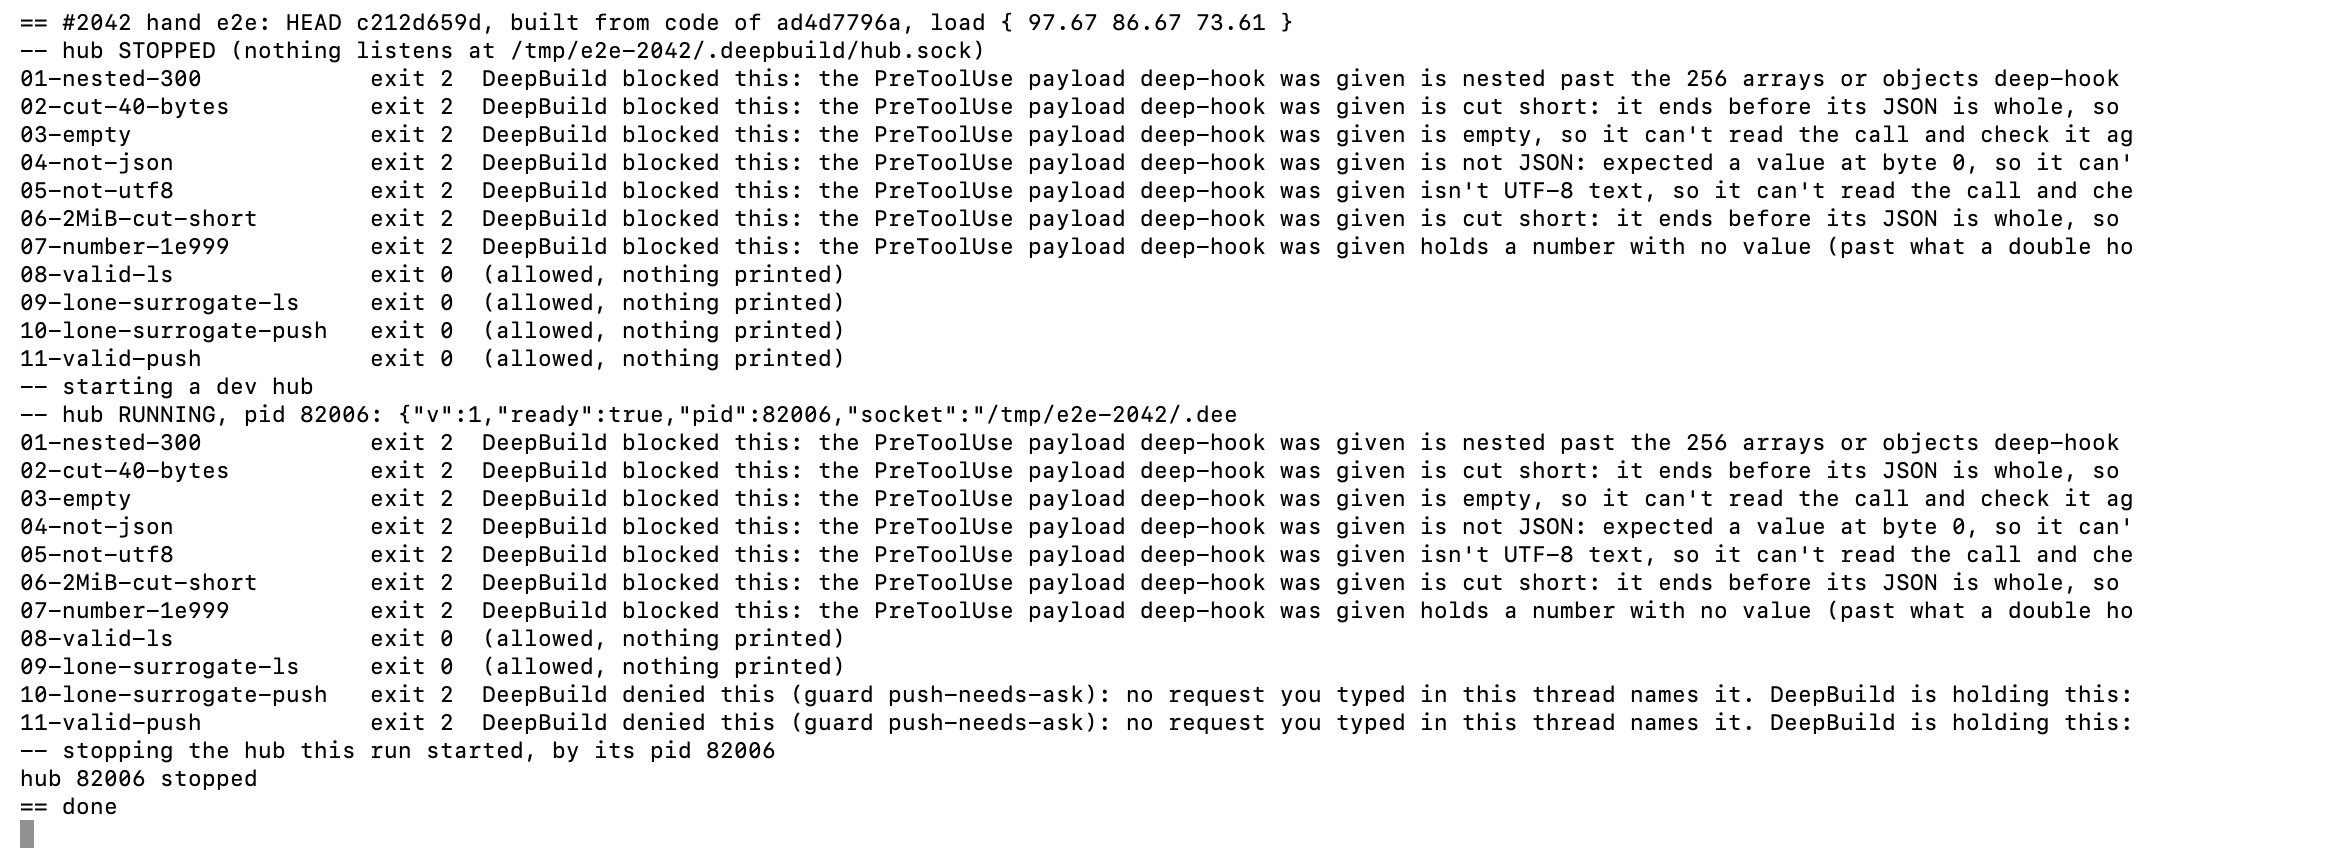 == #2042 hand e2e: HEAD c212d659d, built from code of ad4d7796a, load { 97.67 86.67 73.61 }
-- hub STOPPED (nothing listens at /tmp/e2e-2042/.deepbuild/hub.sock)
01-nested-300            exit 2  DeepBuild blocked this: the PreToolUse payload deep-hook was given is nested past the 256 arrays or objects deep-hook
02-cut-40-bytes          exit 2  DeepBuild blocked this: the PreToolUse payload deep-hook was given is cut short: it ends before its JSON is whole, so
03-empty                 exit 2  DeepBuild blocked this: the PreToolUse payload deep-hook was given is empty, so it can't read the call and check it ag
04-not-json              exit 2  DeepBuild blocked this: the PreToolUse payload deep-hook was given is not JSON: expected a value at byte 0, so it can'
05-not-utf8              exit 2  DeepBuild blocked this: the PreToolUse payload deep-hook was given isn't UTF-8 text, so it can't read the call and che
06-2MiB-cut-short        exit 2  DeepBuild blocked this: the PreToolUse payload deep-hook was given is cut short: it ends before its JSON is whole, so
07-number-1e999          exit 2  DeepBuild blocked this: the PreToolUse payload deep-hook was given holds a number with no value (past what a double ho
08-valid-ls              exit 0  (allowed, nothing printed)
09-lone-surrogate-ls     exit 0  (allowed, nothing printed)
10-lone-surrogate-push   exit 0  (allowed, nothing printed)
11-valid-push            exit 0  (allowed, nothing printed)
-- starting a dev hub
-- hub RUNNING, pid 82006: {"v":1,"ready":true,"pid":82006,"socket":"/tmp/e2e-2042/.dee
01-nested-300            exit 2  DeepBuild blocked this: the PreToolUse payload deep-hook was given is nested past the 256 arrays or objects deep-hook
02-cut-40-bytes          exit 2  DeepBuild blocked this: the PreToolUse payload deep-hook was given is cut short: it ends before its JSON is whole, so
03-empty                 exit 2  DeepBuild blocked this: the PreToolUse payload deep-hook was given is empty, so it can't read the call and check it ag
04-not-json              exit 2  DeepBuild blocked this: the PreToolUse payload deep-hook was given is not JSON: expected a value at byte 0, so it can'
05-not-utf8              exit 2  DeepBuild blocked this: the PreToolUse payload deep-hook was given isn't UTF-8 text, so it can't read the call and che
06-2MiB-cut-short        exit 2  DeepBuild blocked this: the PreToolUse payload deep-hook was given is cut short: it ends before its JSON is whole, so
07-number-1e999          exit 2  DeepBuild blocked this: the PreToolUse payload deep-hook was given holds a number with no value (past what a double ho
08-valid-ls              exit 0  (allowed, nothing printed)
09-lone-surrogate-ls     exit 0  (allowed, nothing printed)
10-lone-surrogate-push   exit 2  DeepBuild denied this (guard push-needs-ask): no request you typed in this thread names it. DeepBuild is holding this:
11-valid-push            exit 2  DeepBuild denied this (guard push-needs-ask): no request you typed in this thread names it. DeepBuild is holding this:
-- stopping the hub this run started, by its pid 82006
hub 82006 stopped
== done